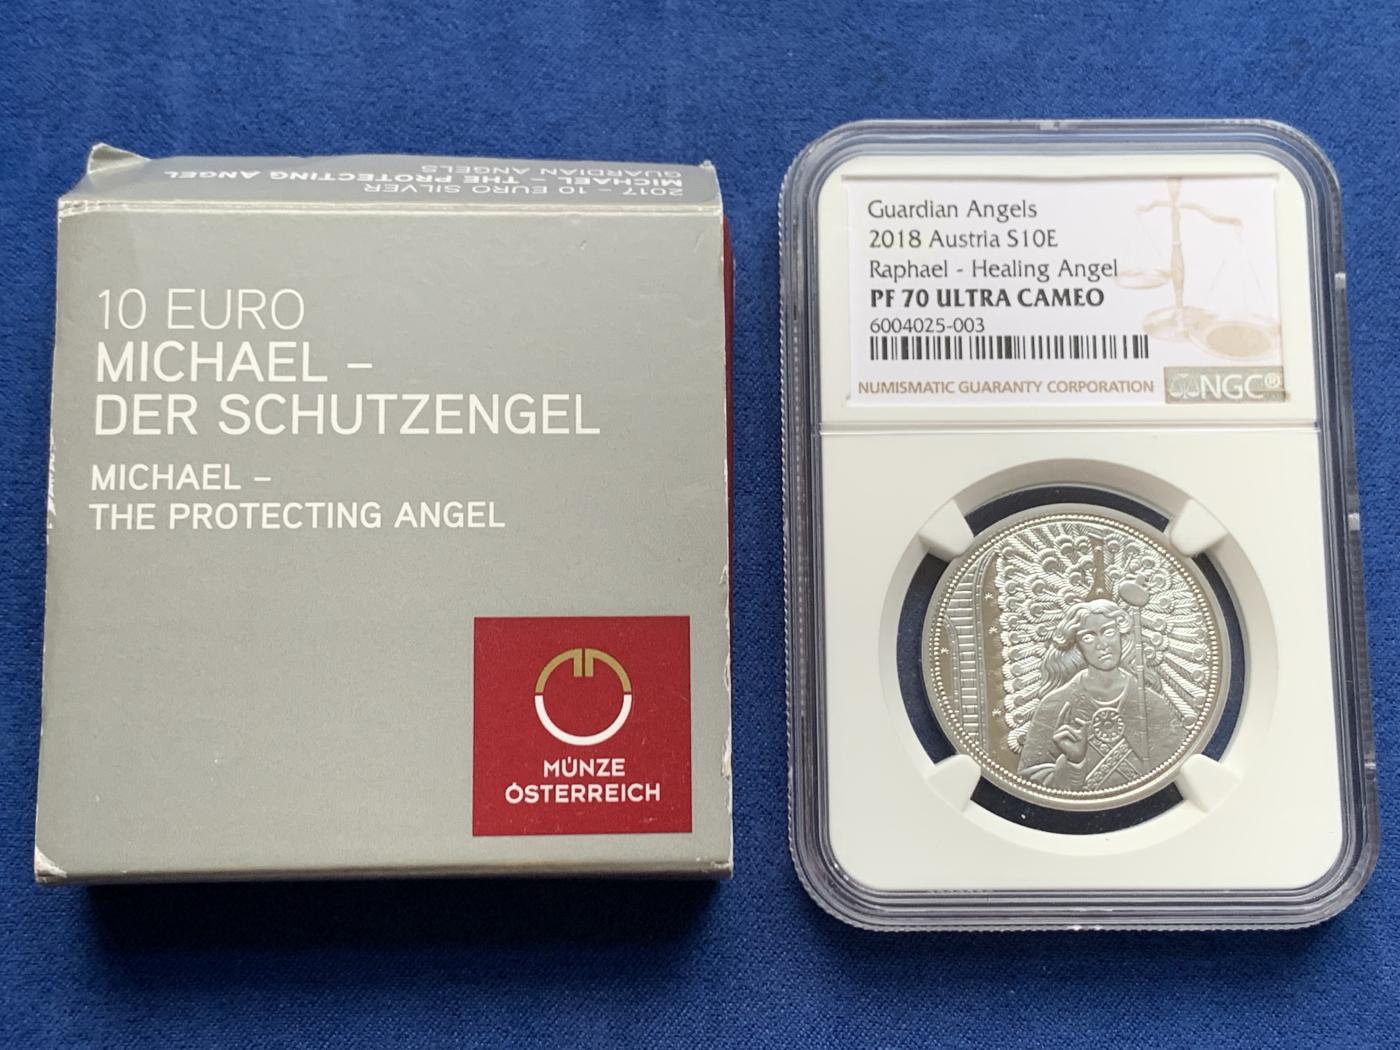 2017 – 10 EURO SILVER
MICHAEL – THE PROTECTING ANGEL
GUARDIAN ANGELS
10 EURO
MICHAEL –
DER SCHUTZENGEL
MICHAEL –
THE PROTECTING ANGEL
MÜNZE
ÖSTERREICH
Guardian Angels
2018 Austria S10E
Raphael - Healing Angel
PF 70 ULTRA CAMEO
6004025-003
NUMISMATIC GUARANTY CORPORATION
NGC®